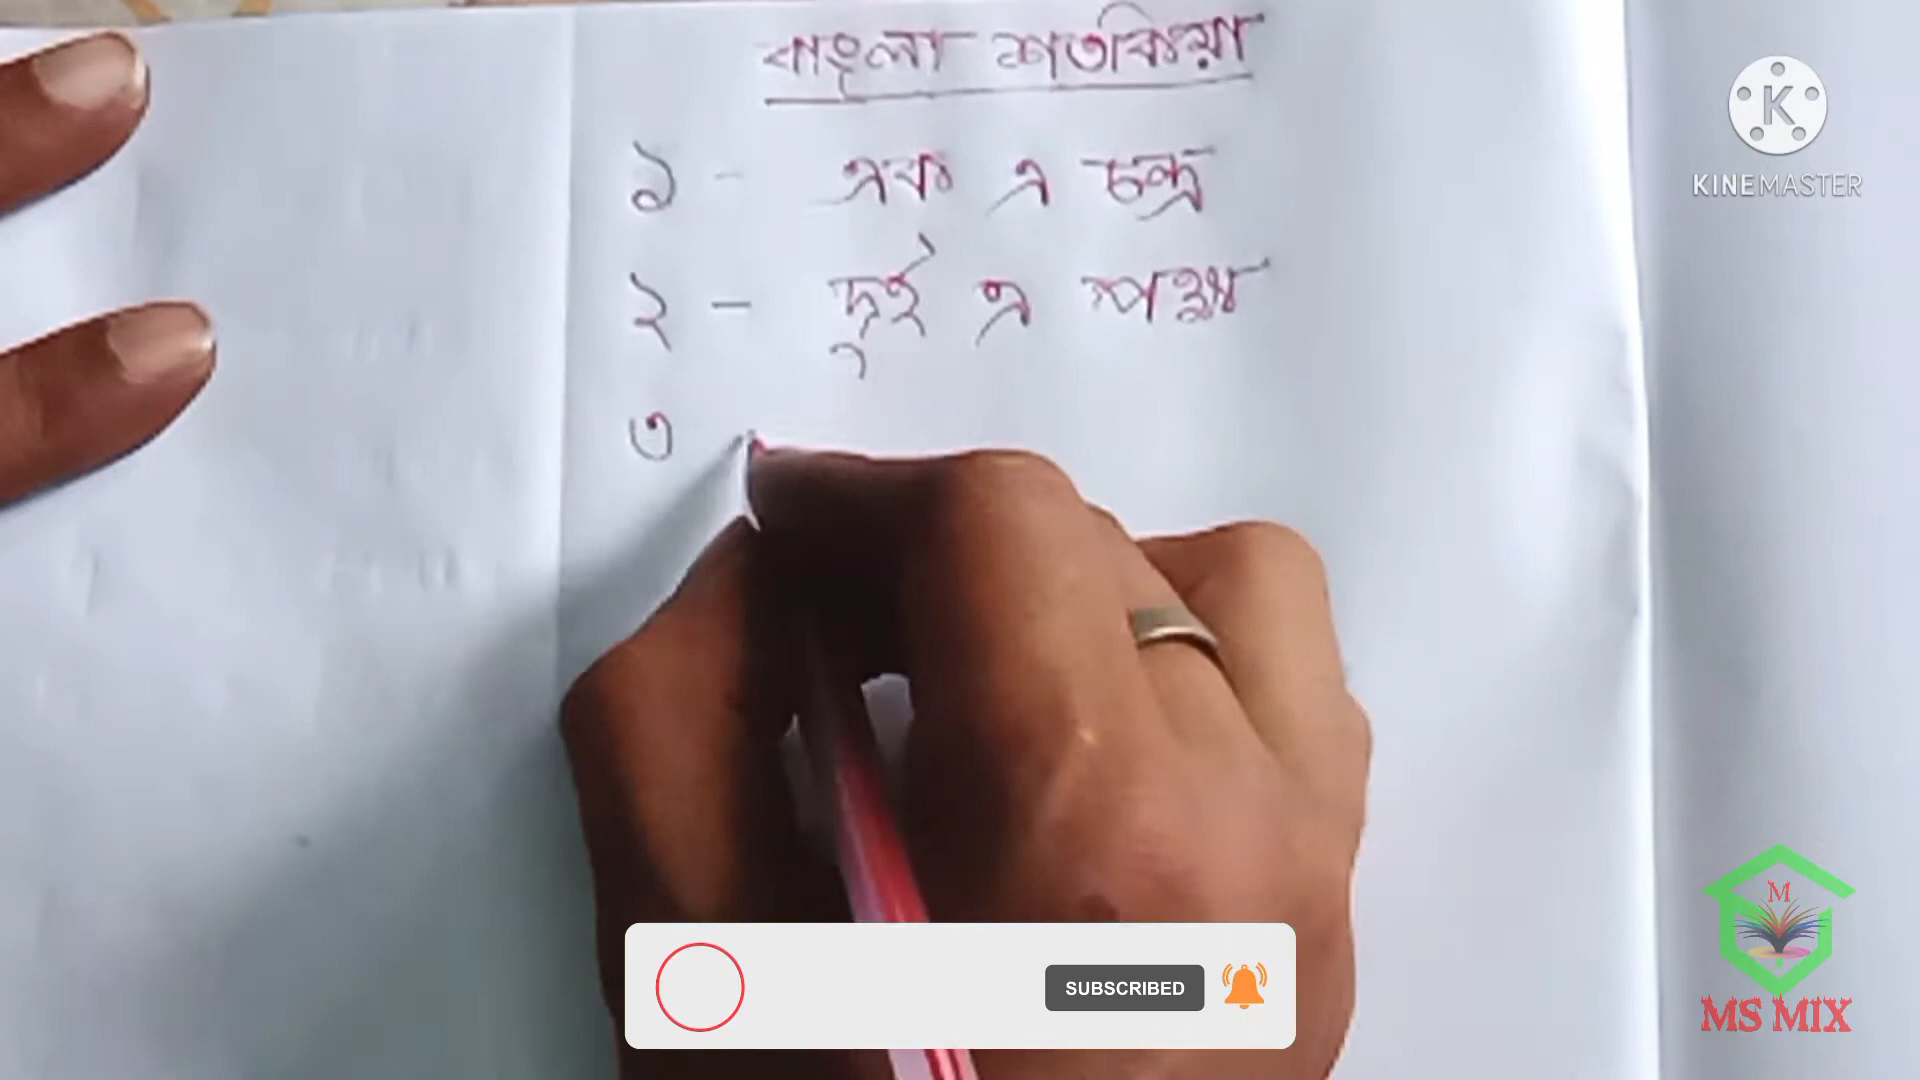 বাংলা শতকিয়া
১ - এক এ চন্দ্র
২ - দুই এ পক্ষ
৩
K
KINEMASTER
SUBSCRIBED
M
MS MIX